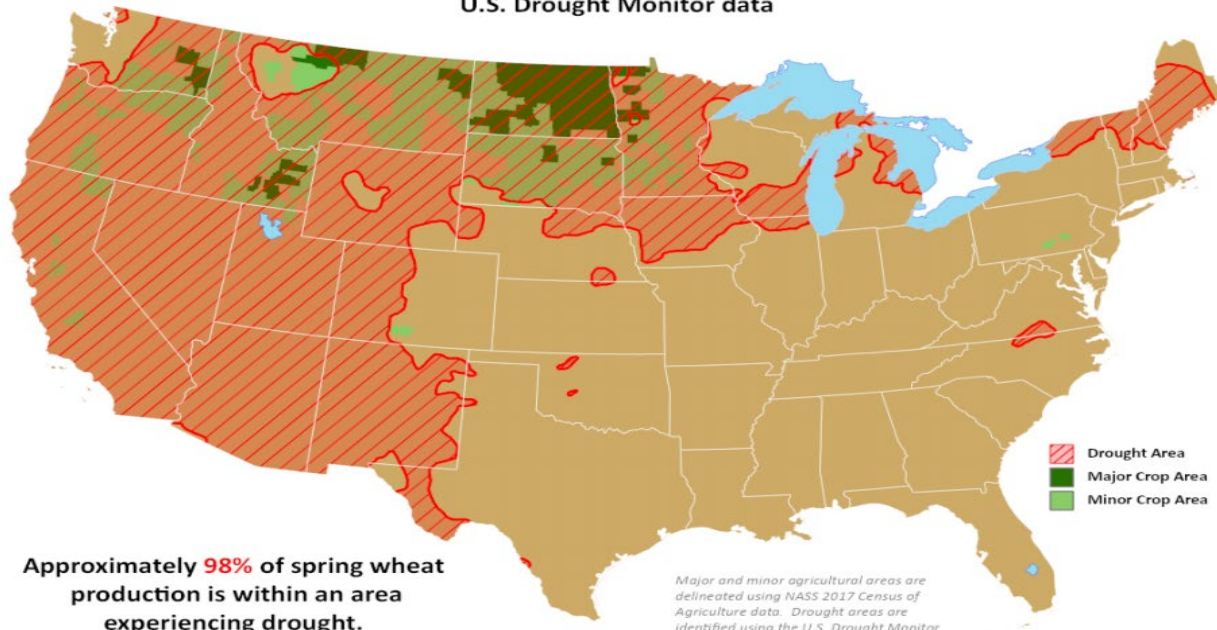 U.S. Drought Monitor data
Drought Area
Major Crop Area
Minor Crop Area
Approximately 98% of spring wheat
production is within an area
experiencing drought.
Major and minor agricultural areas are
delineated using NASS 2017 Census of
Agriculture data. Drought areas are
identified using the U.S. Drought Monitor